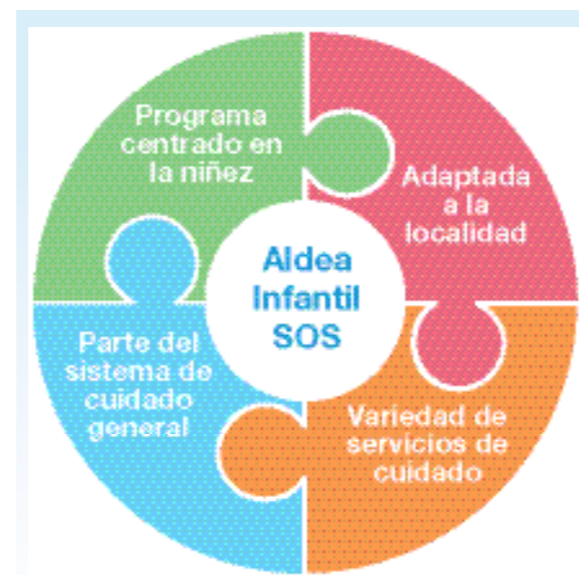 Programa
centrado en
la niñez
Adaptada
a la
localidad
Aldea
Infantil
SOS
Parte del
sistema de
cuidado
general
Variedad de
servicios de
cuidado